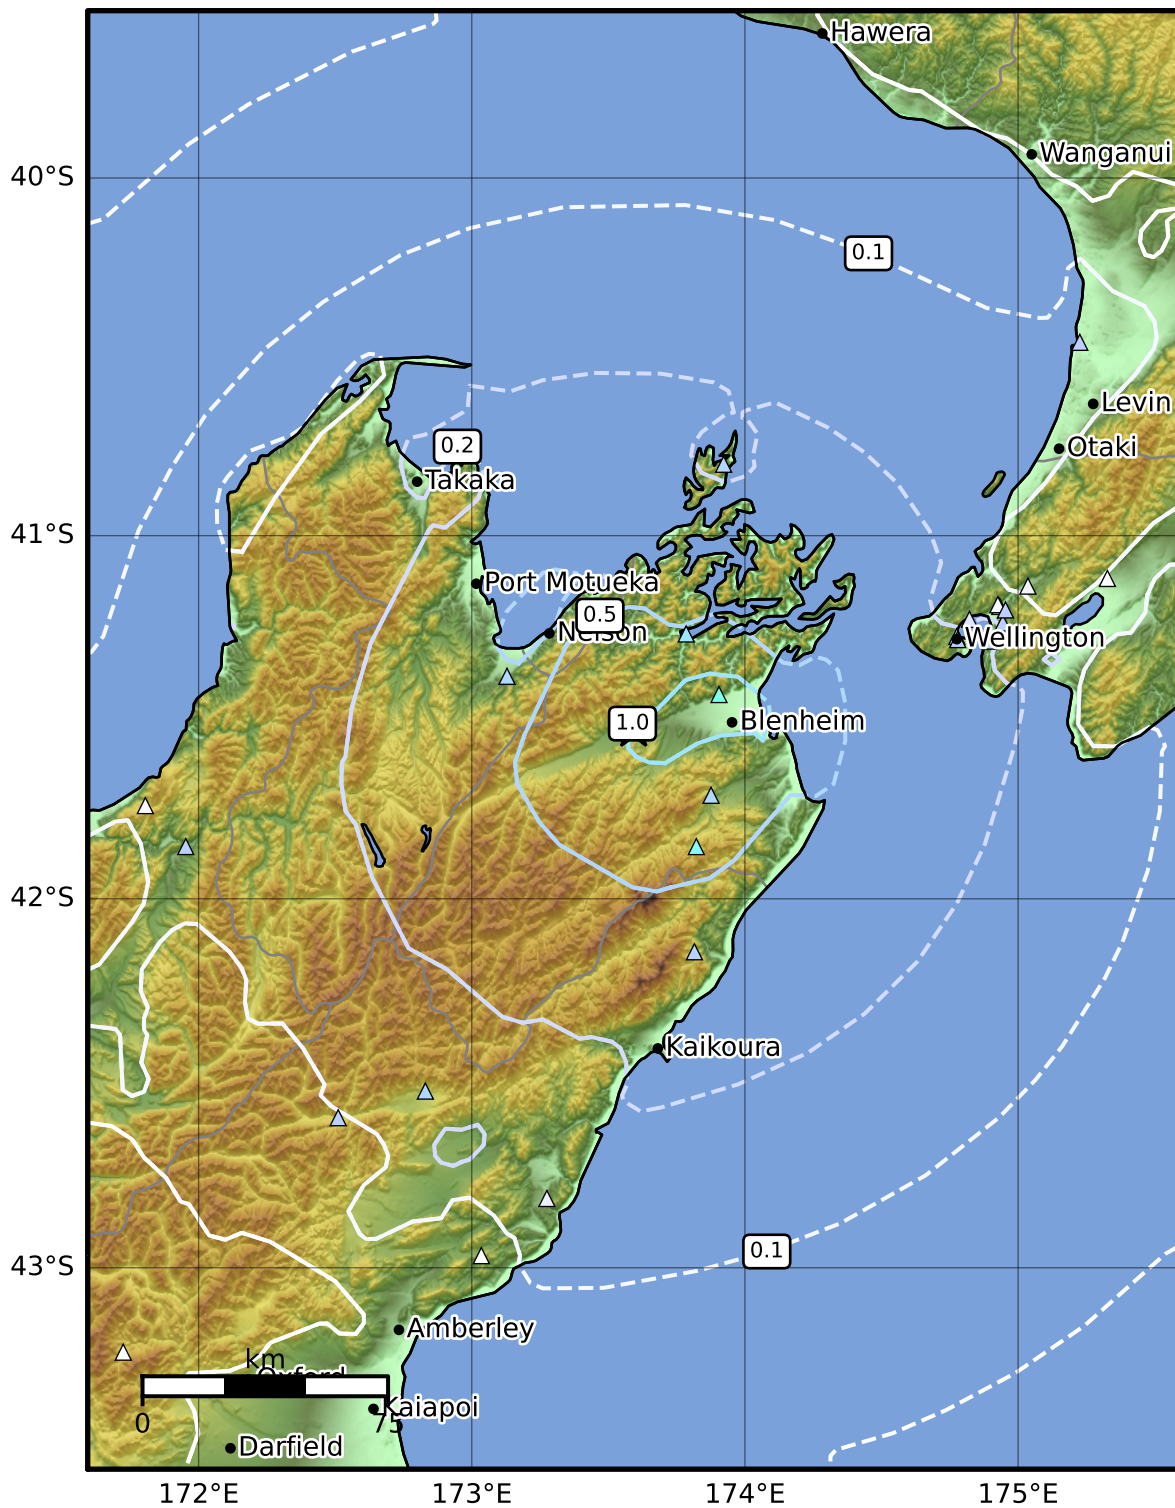 Hawera
Wanganui
40°S
0.1
Levin
0.2
Otaki
Takaka
41°S
Port Motueka
0.5
Nelson
Wellington
1.0
Blenheim
42°S
Kaikoura
0.1
43°S
Amberley
km
Oxford
Kaiapoi
0
75
Darfield
172°E
173°E
174°E
175°E